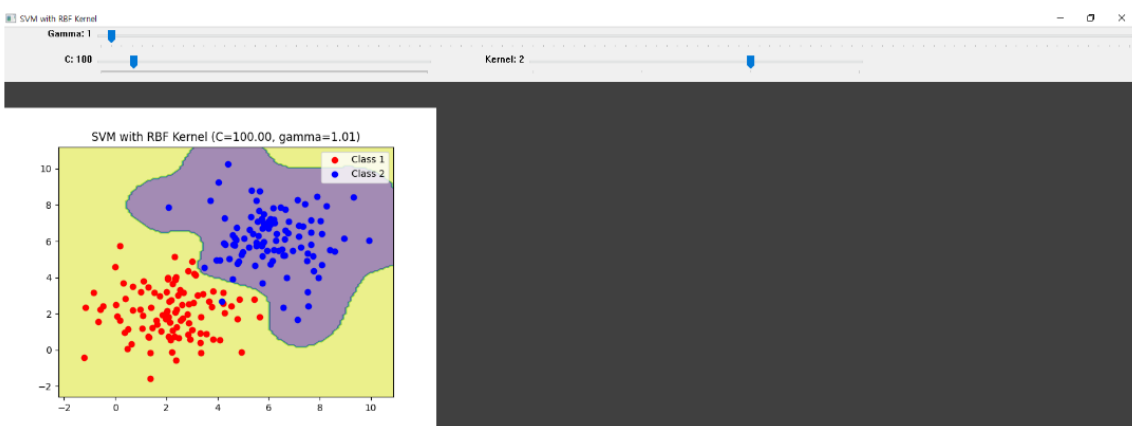 SVM with RBF Kernel
Gamma: 1
C: 100
Kernel: 2
SVM with RBF Kernel (C=100.00, gamma=1.01)
Class 1
Class 2
10
8
6
4
2
0
−2
−2 0 2 4 6 8 10